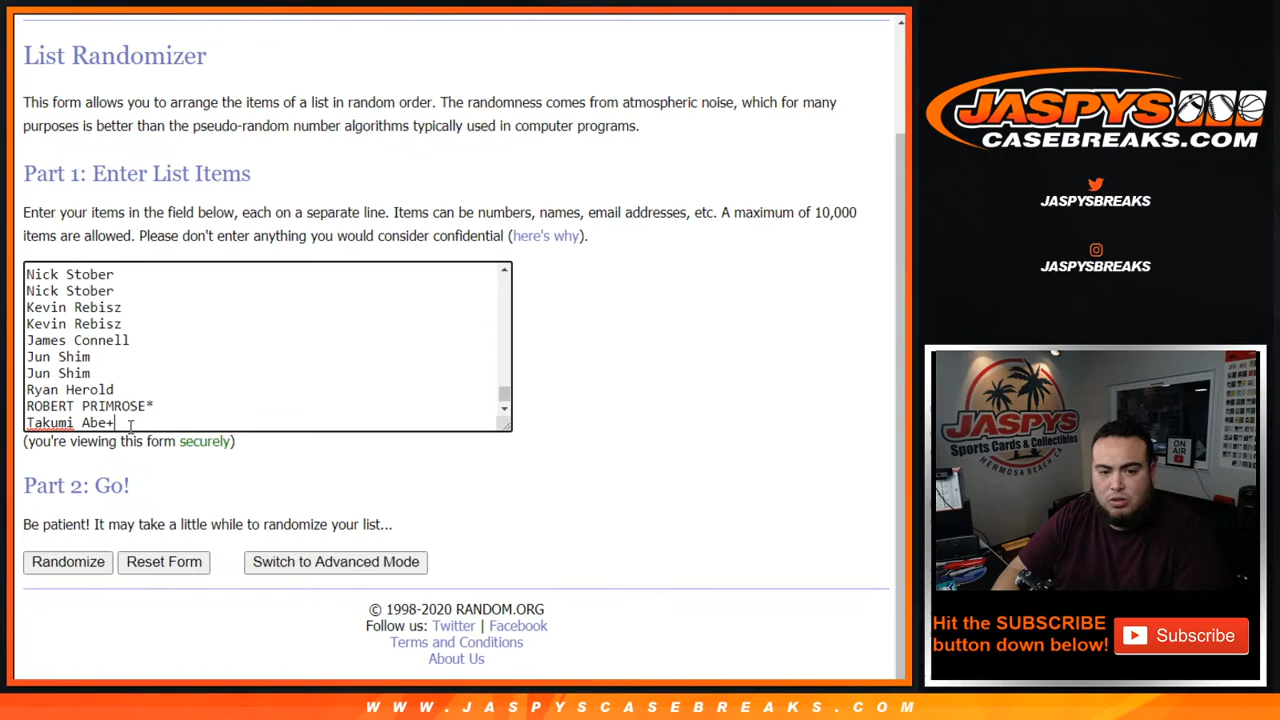 List Randomizer
This form allows you to arrange the items of a list in random order. The randomness comes from atmospheric noise, which for many
purposes is better than the pseudo-random number algorithms typically used in computer programs.
Part 1: Enter List Items
Enter your items in the field below, each on a separate line. Items can be numbers, names, email addresses, etc. A maximum of 10,000
items are allowed. Please don't enter anything you would consider confidential (here's why).
Nick Stober
Nick Stober
Kevin Rebisz
Kevin Rebisz
James Connell
Jun Shim
Jun Shim
Ryan Herold
ROBERT PRIMROSE*
Takumi Abe+
(you're viewing this form securely)
Part 2: Go!
Be patient! It may take a little while to randomize your list...
Randomize
Reset Form
Switch to Advanced Mode
© 1998-2020 RANDOM.ORG
Follow us: Twitter | Facebook
Terms and Conditions
About Us
JASPYS
CASEBREAKS.COM
JASPYSBREAKS
JASPYSBREAKS
JASPYS
Sports Cards & Collectibles
HERMOSA BEACH, CA
ON AIR
Hit the SUBSCRIBE
button down below!
Subscribe
WWW.JASPYSCASEBREAKS.COM